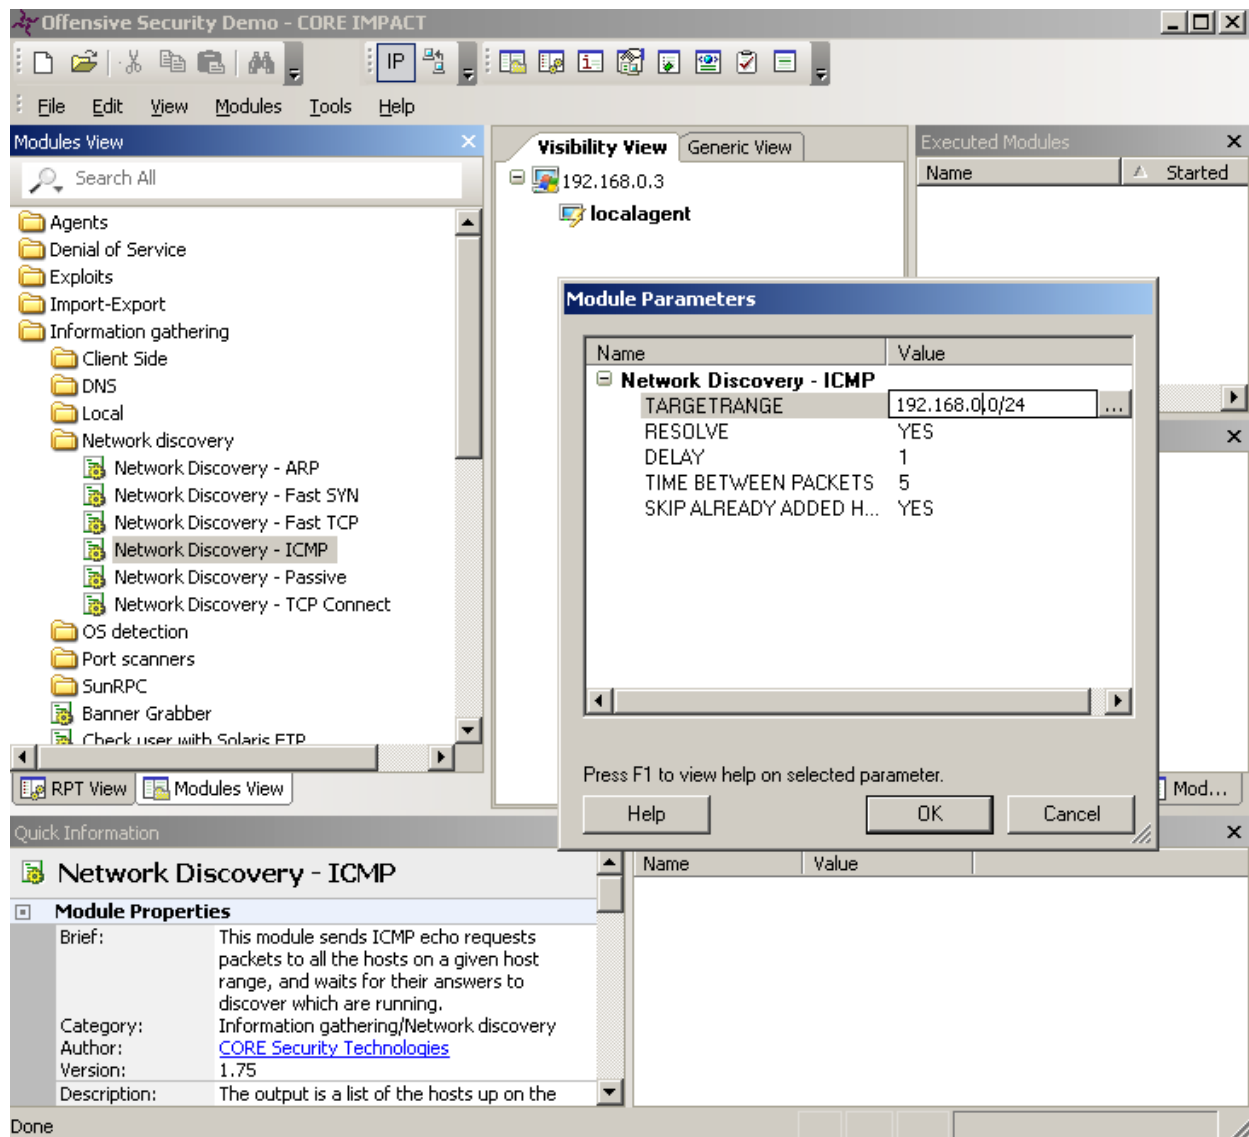 Offensive Security Demo - CORE IMPACT
IP
File Edit View Modules Tools Help
Modules View
Search All
Agents
Denial of Service
Exploits
Import-Export
Information gathering
Client Side
DNS
Local
Network discovery
Network Discovery - ARP
Network Discovery - Fast SYN
Network Discovery - Fast TCP
Network Discovery - ICMP
Network Discovery - Passive
Network Discovery - TCP Connect
OS detection
Port scanners
SunRPC
Banner Grabber
Check user with Solaris FTP
RPT View Modules View
Visibility View Generic View
192.168.0.3
localagent
Executed Modules
Name Started
Module Parameters
Name Value
Network Discovery - ICMP
TARGETRANGE 192.168.0.0/24 ...
RESOLVE YES
DELAY 1
TIME BETWEEN PACKETS 5
SKIP ALREADY ADDED H... YES
Press F1 to view help on selected parameter.
Help OK Cancel
Mod...
Quick Information
Network Discovery - ICMP
Module Properties
Brief: This module sends ICMP echo requests
packets to all the hosts on a given host
range, and waits for their answers to
discover which are running.
Category: Information gathering/Network discovery
Author: CORE Security Technologies
Version: 1.75
Description: The output is a list of the hosts up on the
Name Value
Done